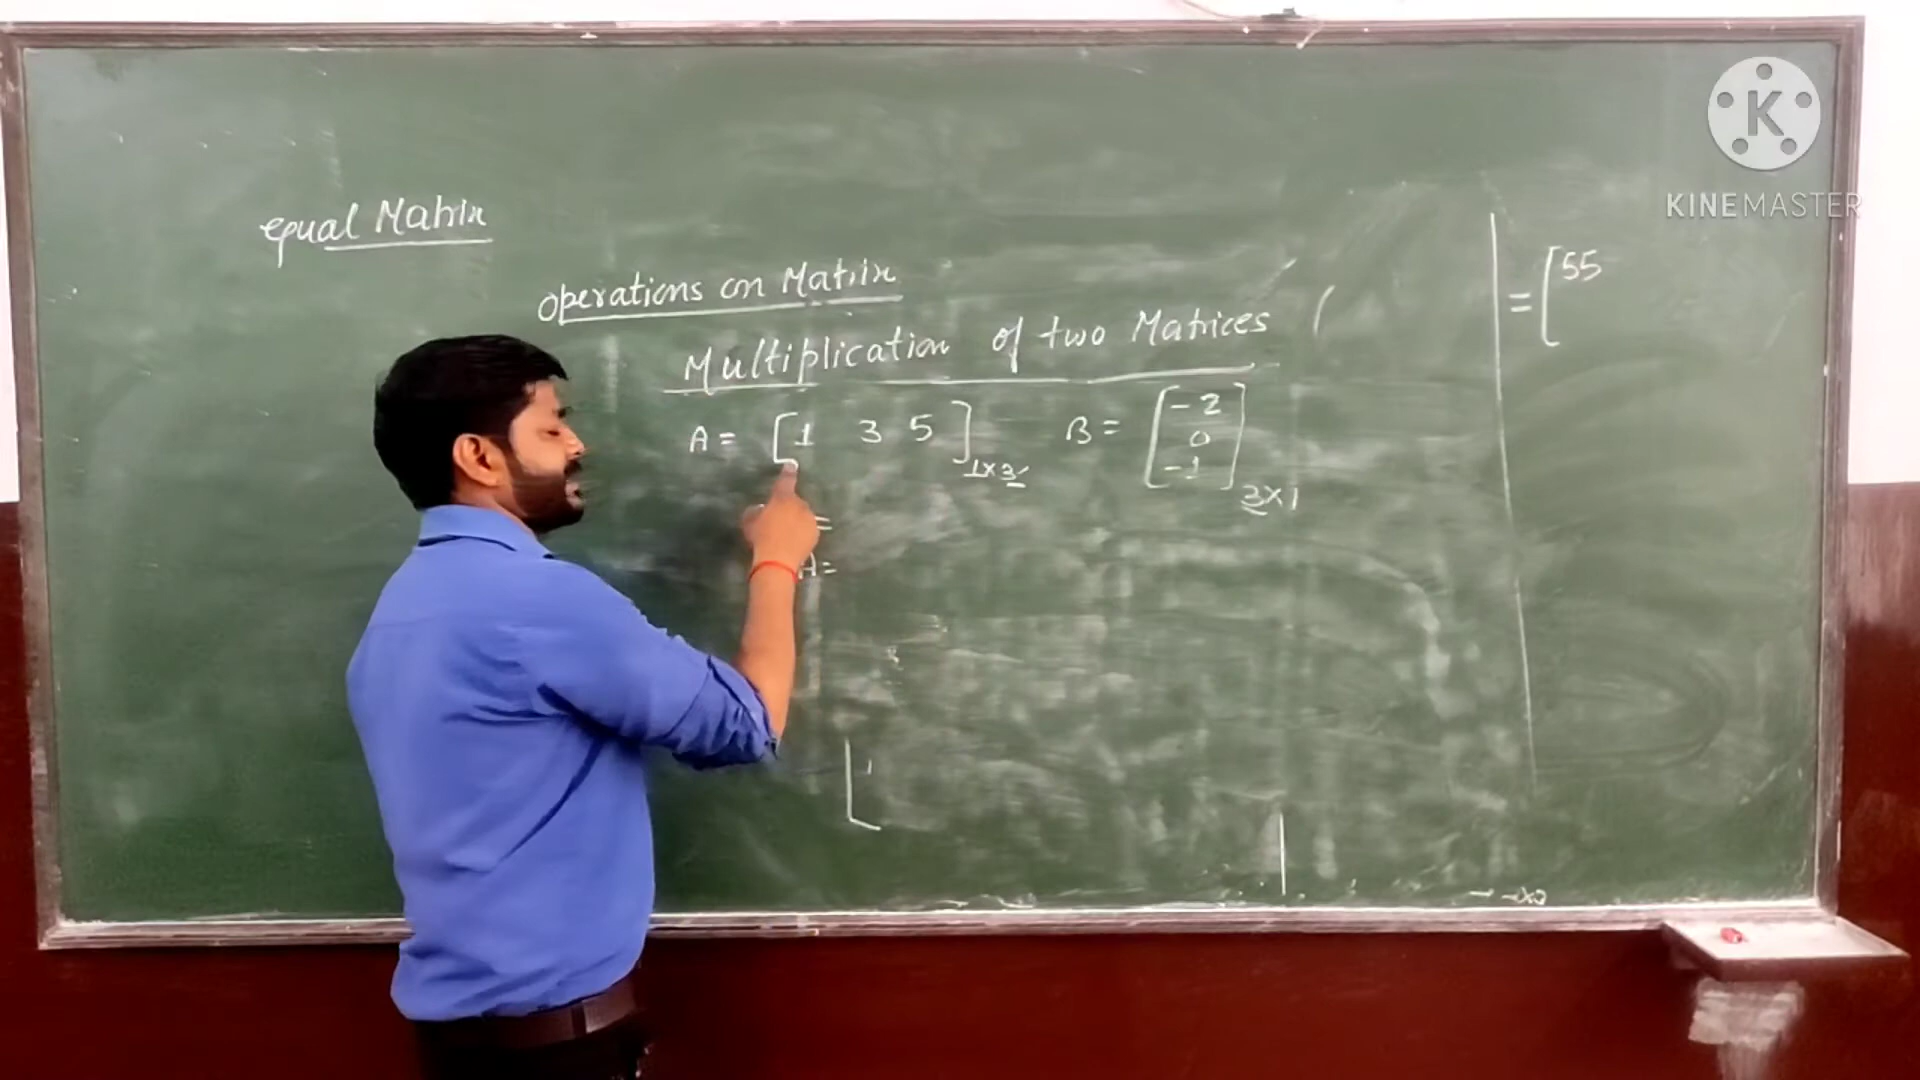 equal Matrix
operations on Matrix
Multiplication of two Matrices
A = [1 3 5] 1×3
B = [-2
0
-1] 3×1
=
A=
= [55
KINEMASTER